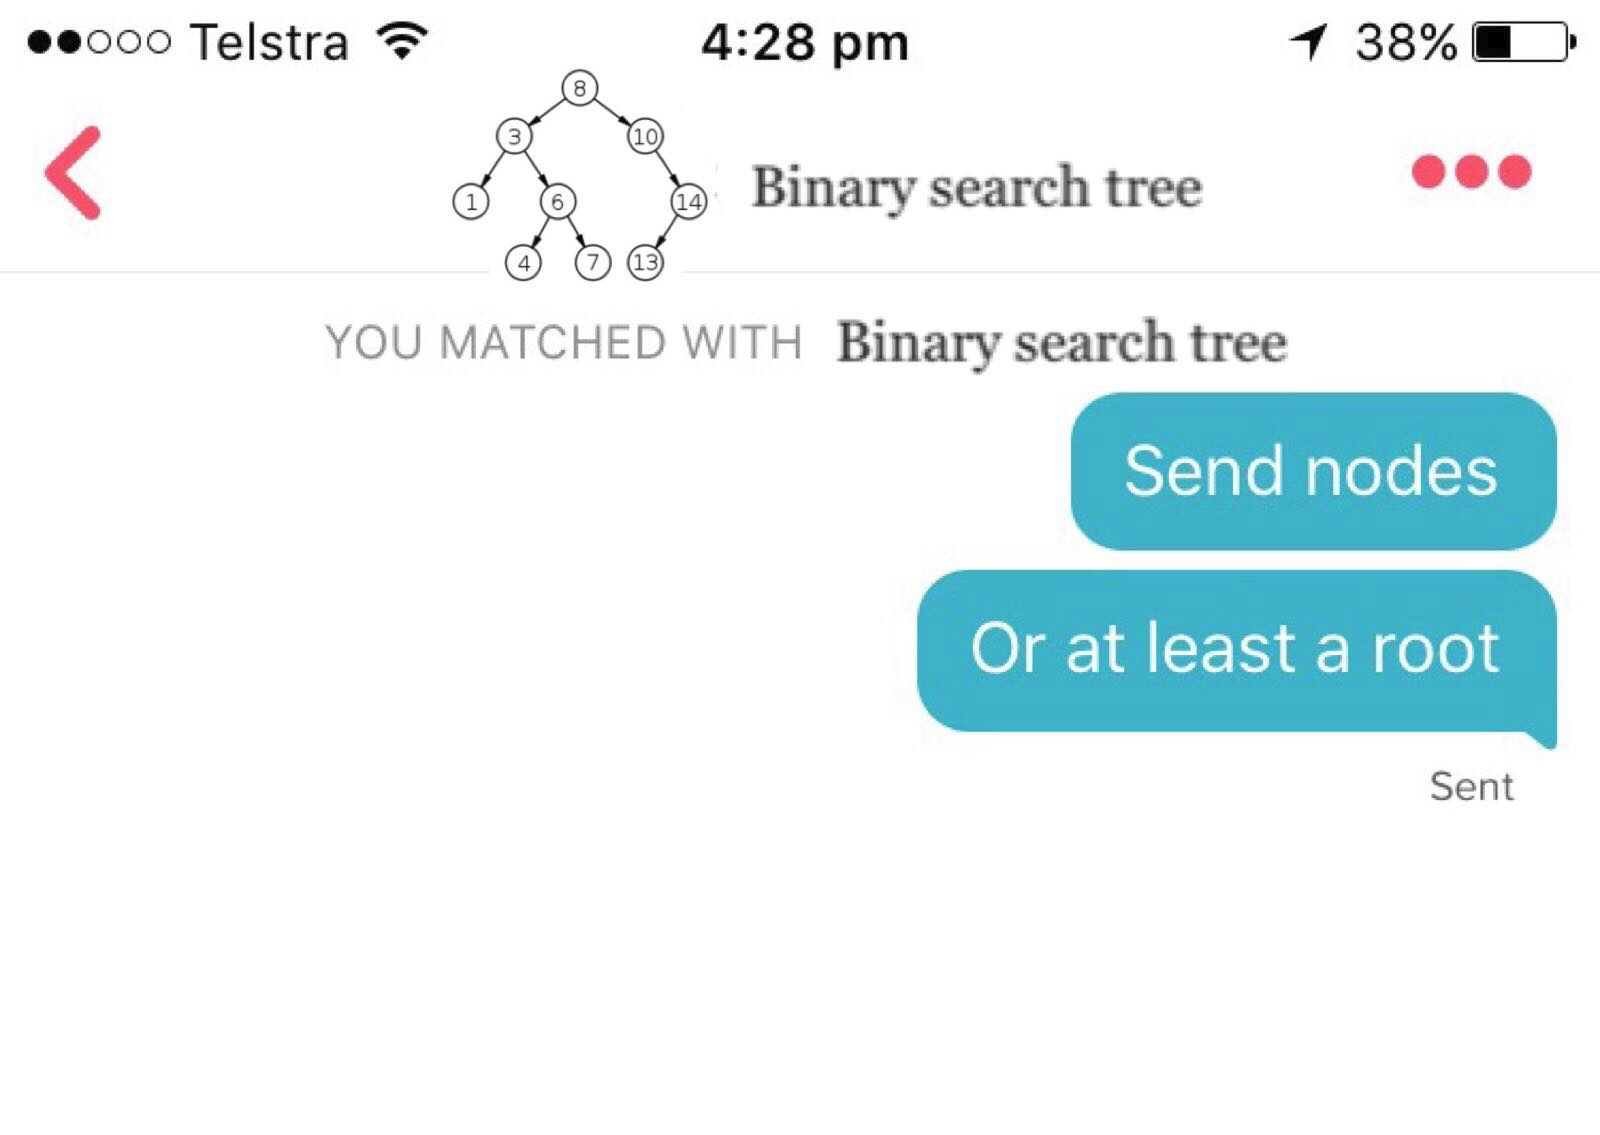 Telstra 4:28 pm 38%
8
3 10
1 6 14
4 7 13
Binary search tree
YOU MATCHED WITH Binary search tree
Send nodes
Or at least a root
Sent